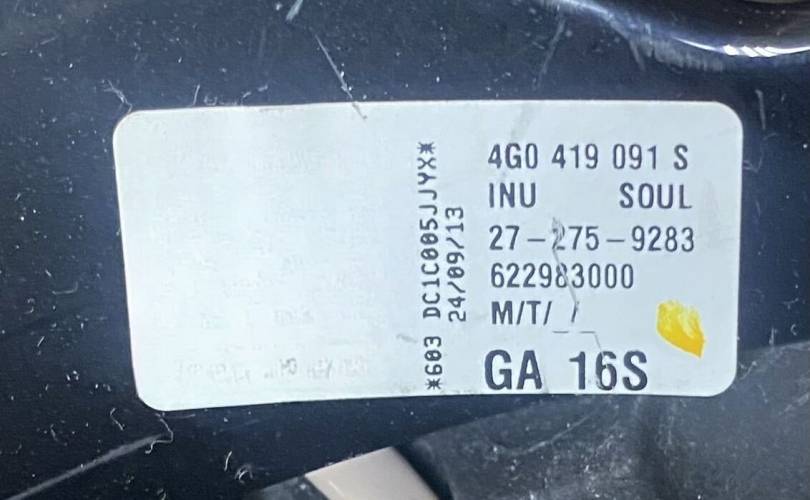 4G0 419 091 S
INU SOUL
27-275-9283
622983000
M/T/_/_
GA 16S
*603 DC1C005JJYX*
24/09/13